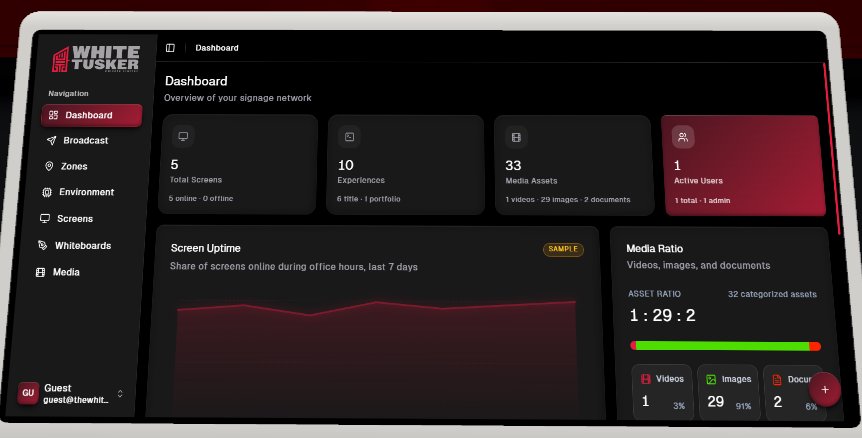 WHITE
TUSKER
Dashboard
Navigation
Dashboard
Broadcast
Zones
Environment
Screens
Whiteboards
Media
GU
Guest
guest@thewhit...
Dashboard
Overview of your signage network
5
Total Screens
5 online · 0 offline
10
Experiences
6 title · 1 portfolio
33
Media Assets
1 videos · 29 images · 2 documents
1
Active Users
1 total · 1 admin
Screen Uptime
SAMPLE
Share of screens online during office hours, last 7 days
Media Ratio
Videos, images, and documents
ASSET RATIO
32 categorized assets
1 : 29 : 2
Videos
1
3%
Images
29
91%
Docum
2
6%
+